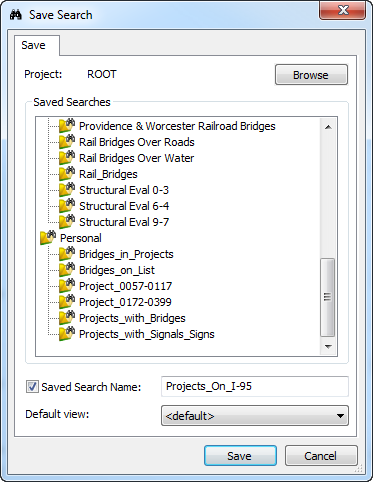 Save Search
Save
Project: ROOT Browse
Saved Searches
Providence & Worcester Railroad Bridges
Rail Bridges Over Roads
Rail Bridges Over Water
Rail_Bridges
Structural Eval 0-3
Structural Eval 6-4
Structural Eval 9-7
Personal
Bridges_in_Projects
Bridges_on_List
Project_0057-0117
Project_0172-0399
Projects_with_Bridges
Projects_with_Signals_Signs
Saved Search Name: Projects_On_I-95
Default view: <default>
Save Cancel